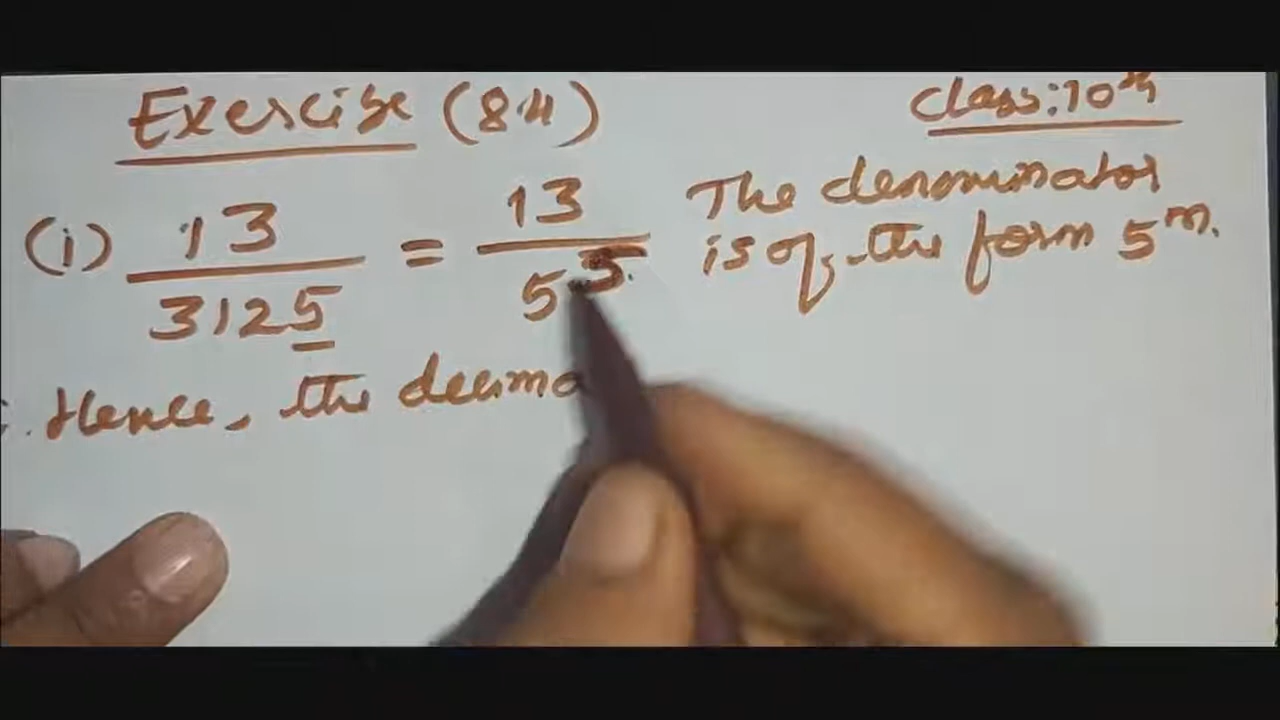 Exercise (8.4)
Class:10th
(i) 13/3125 = 13/5^5
The denominator
is of the form 5^m.
∴ Hence, the decima